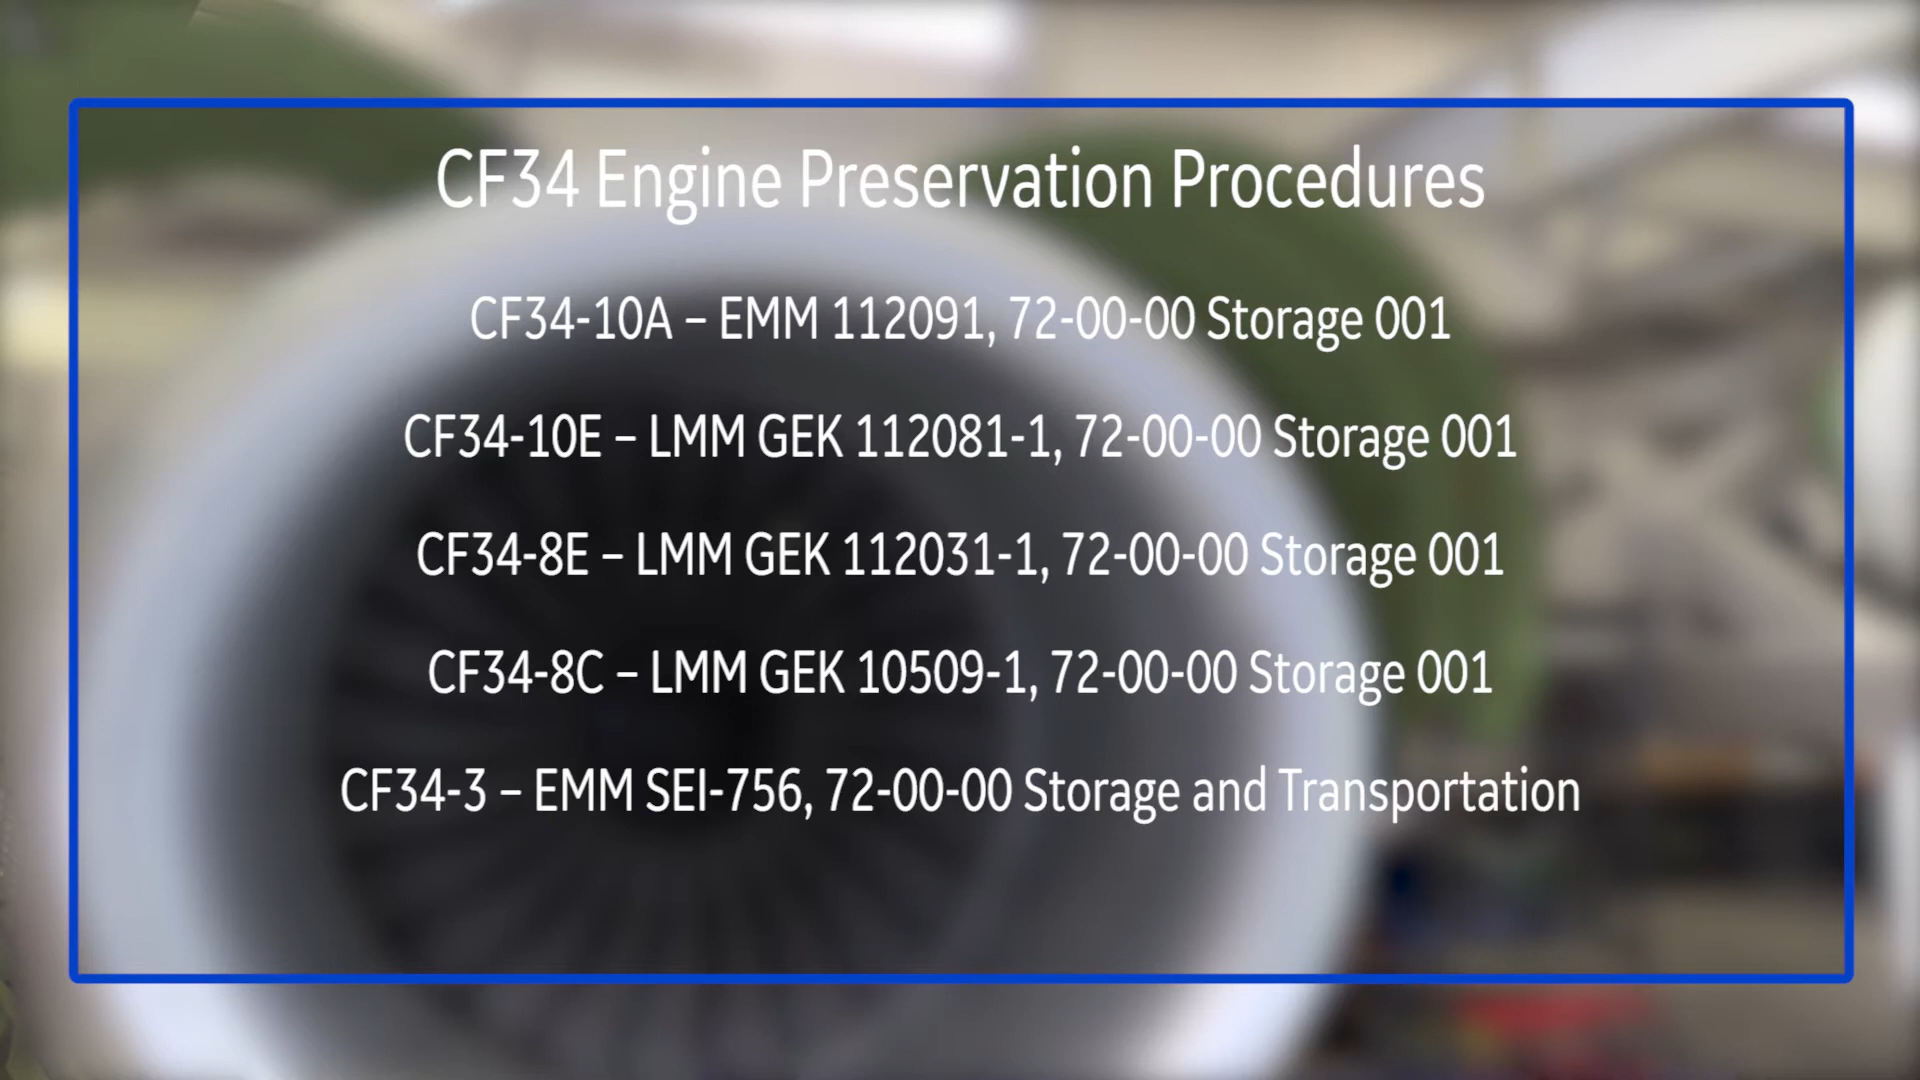 CF34 Engine Preservation Procedures
CF34-10A – EMM 112091, 72-00-00 Storage 001
CF34-10E – LMM GEK 112081-1, 72-00-00 Storage 001
CF34-8E – LMM GEK 112031-1, 72-00-00 Storage 001
CF34-8C – LMM GEK 10509-1, 72-00-00 Storage 001
CF34-3 – EMM SEI-756, 72-00-00 Storage and Transportation